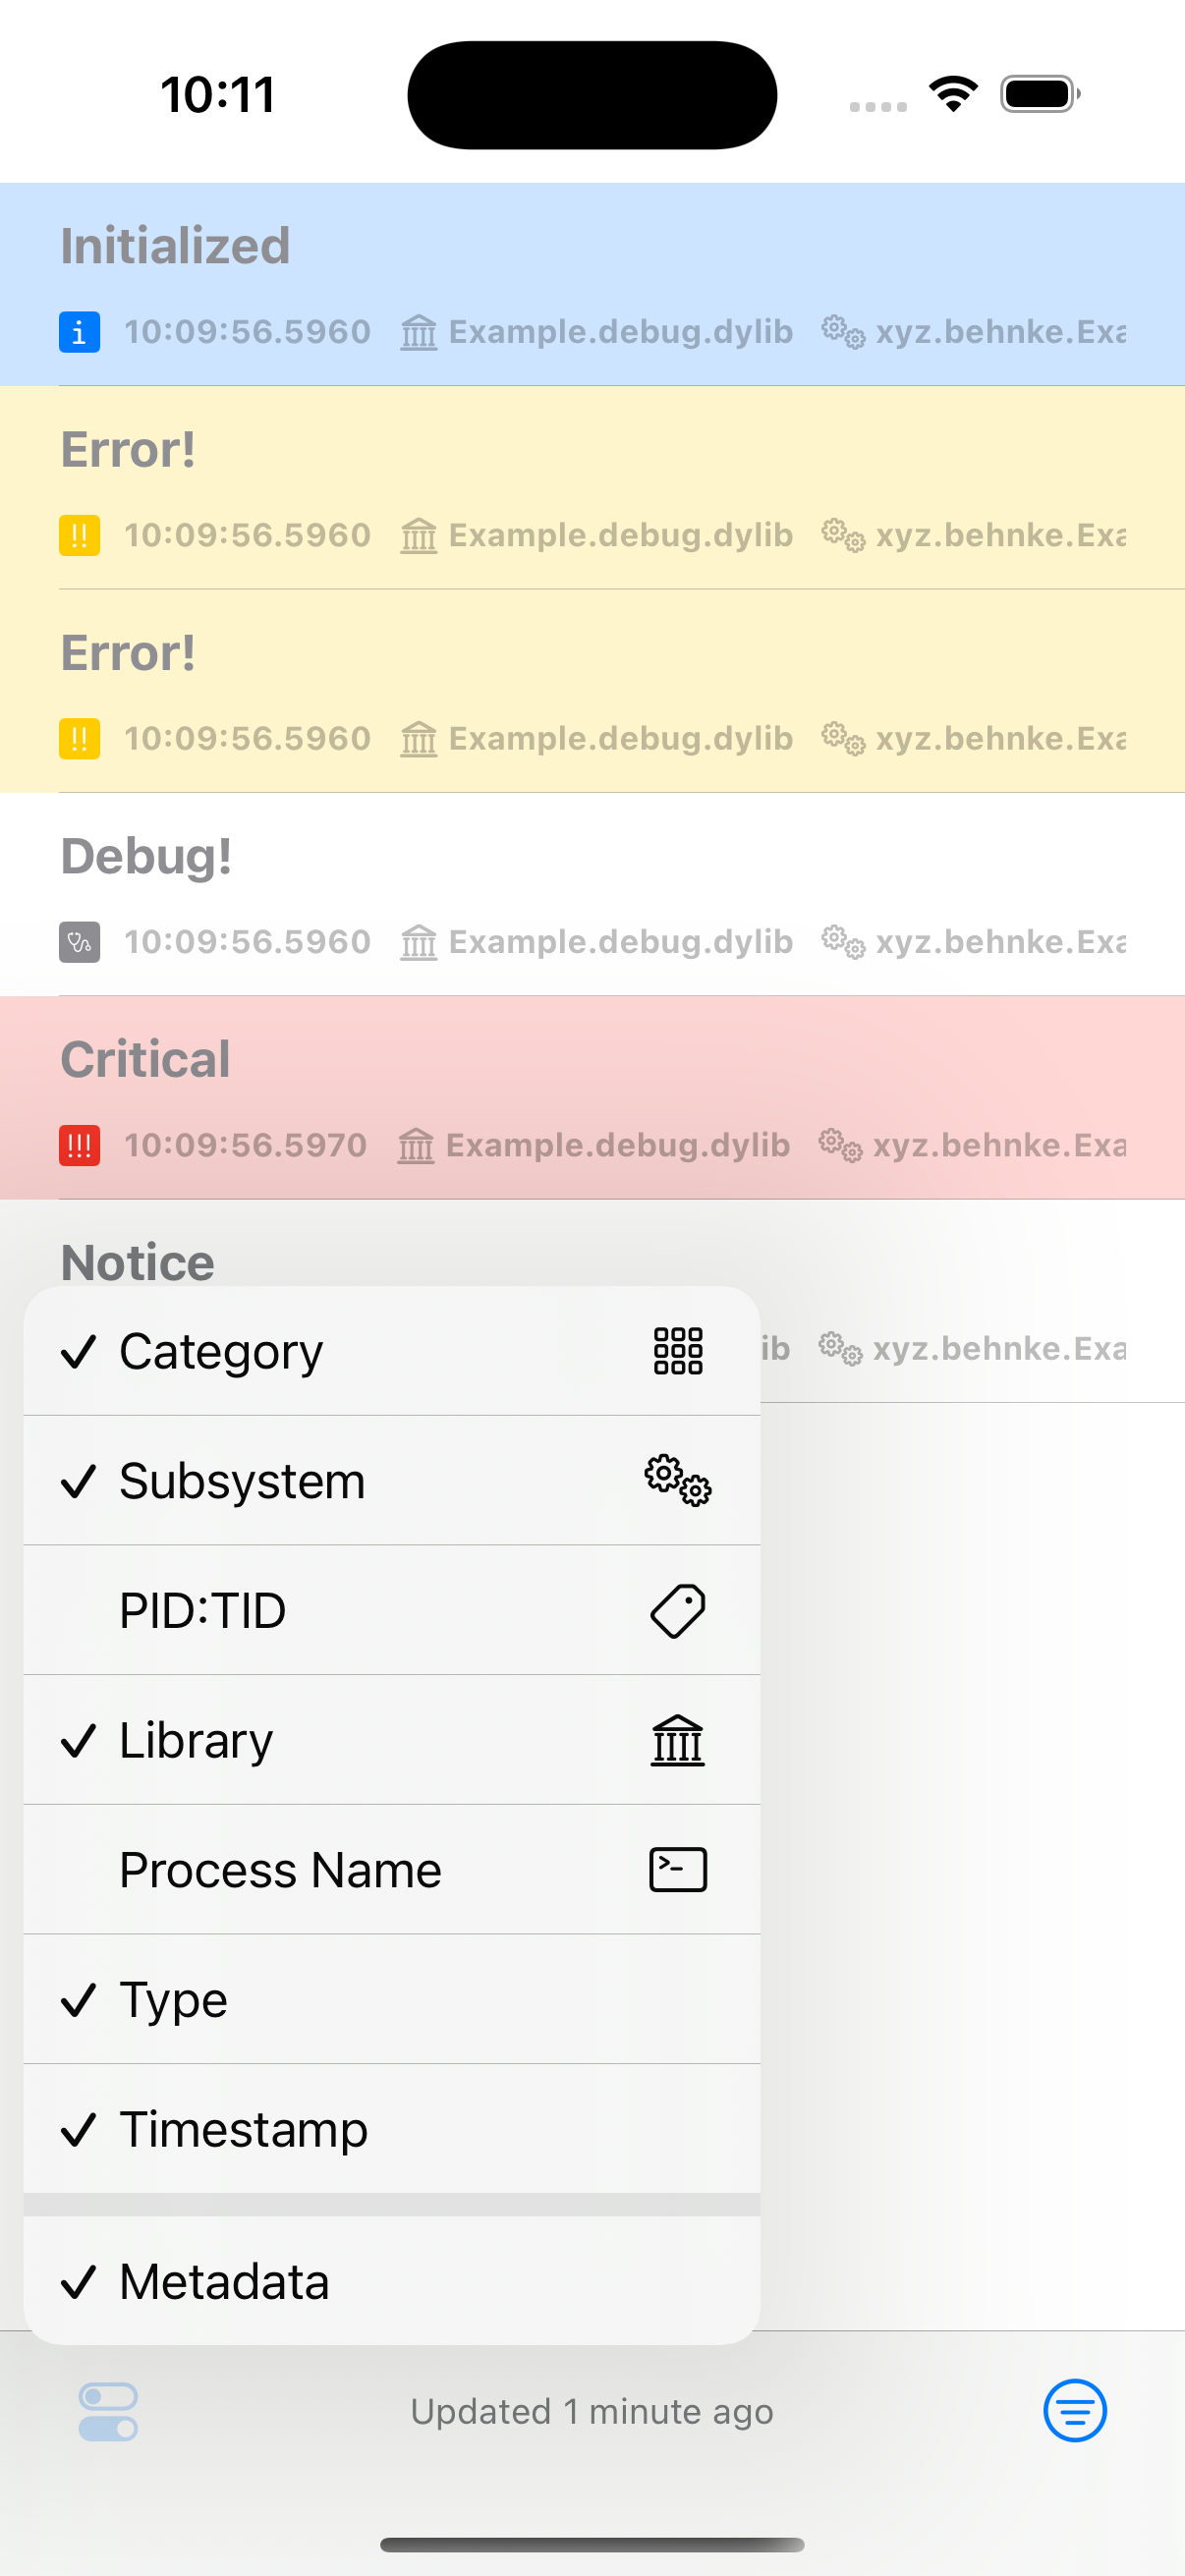 10:11
Initialized
10:09:56.5960 Example.debug.dylib xyz.behnke.Exa
Error!
10:09:56.5960 Example.debug.dylib xyz.behnke.Exa
Error!
10:09:56.5960 Example.debug.dylib xyz.behnke.Exa
Debug!
10:09:56.5960 Example.debug.dylib xyz.behnke.Exa
Critical
10:09:56.5970 Example.debug.dylib xyz.behnke.Exa
Notice
ib xyz.behnke.Exa
Category
Subsystem
PID:TID
Library
Process Name
Type
Timestamp
Metadata
Updated 1 minute ago